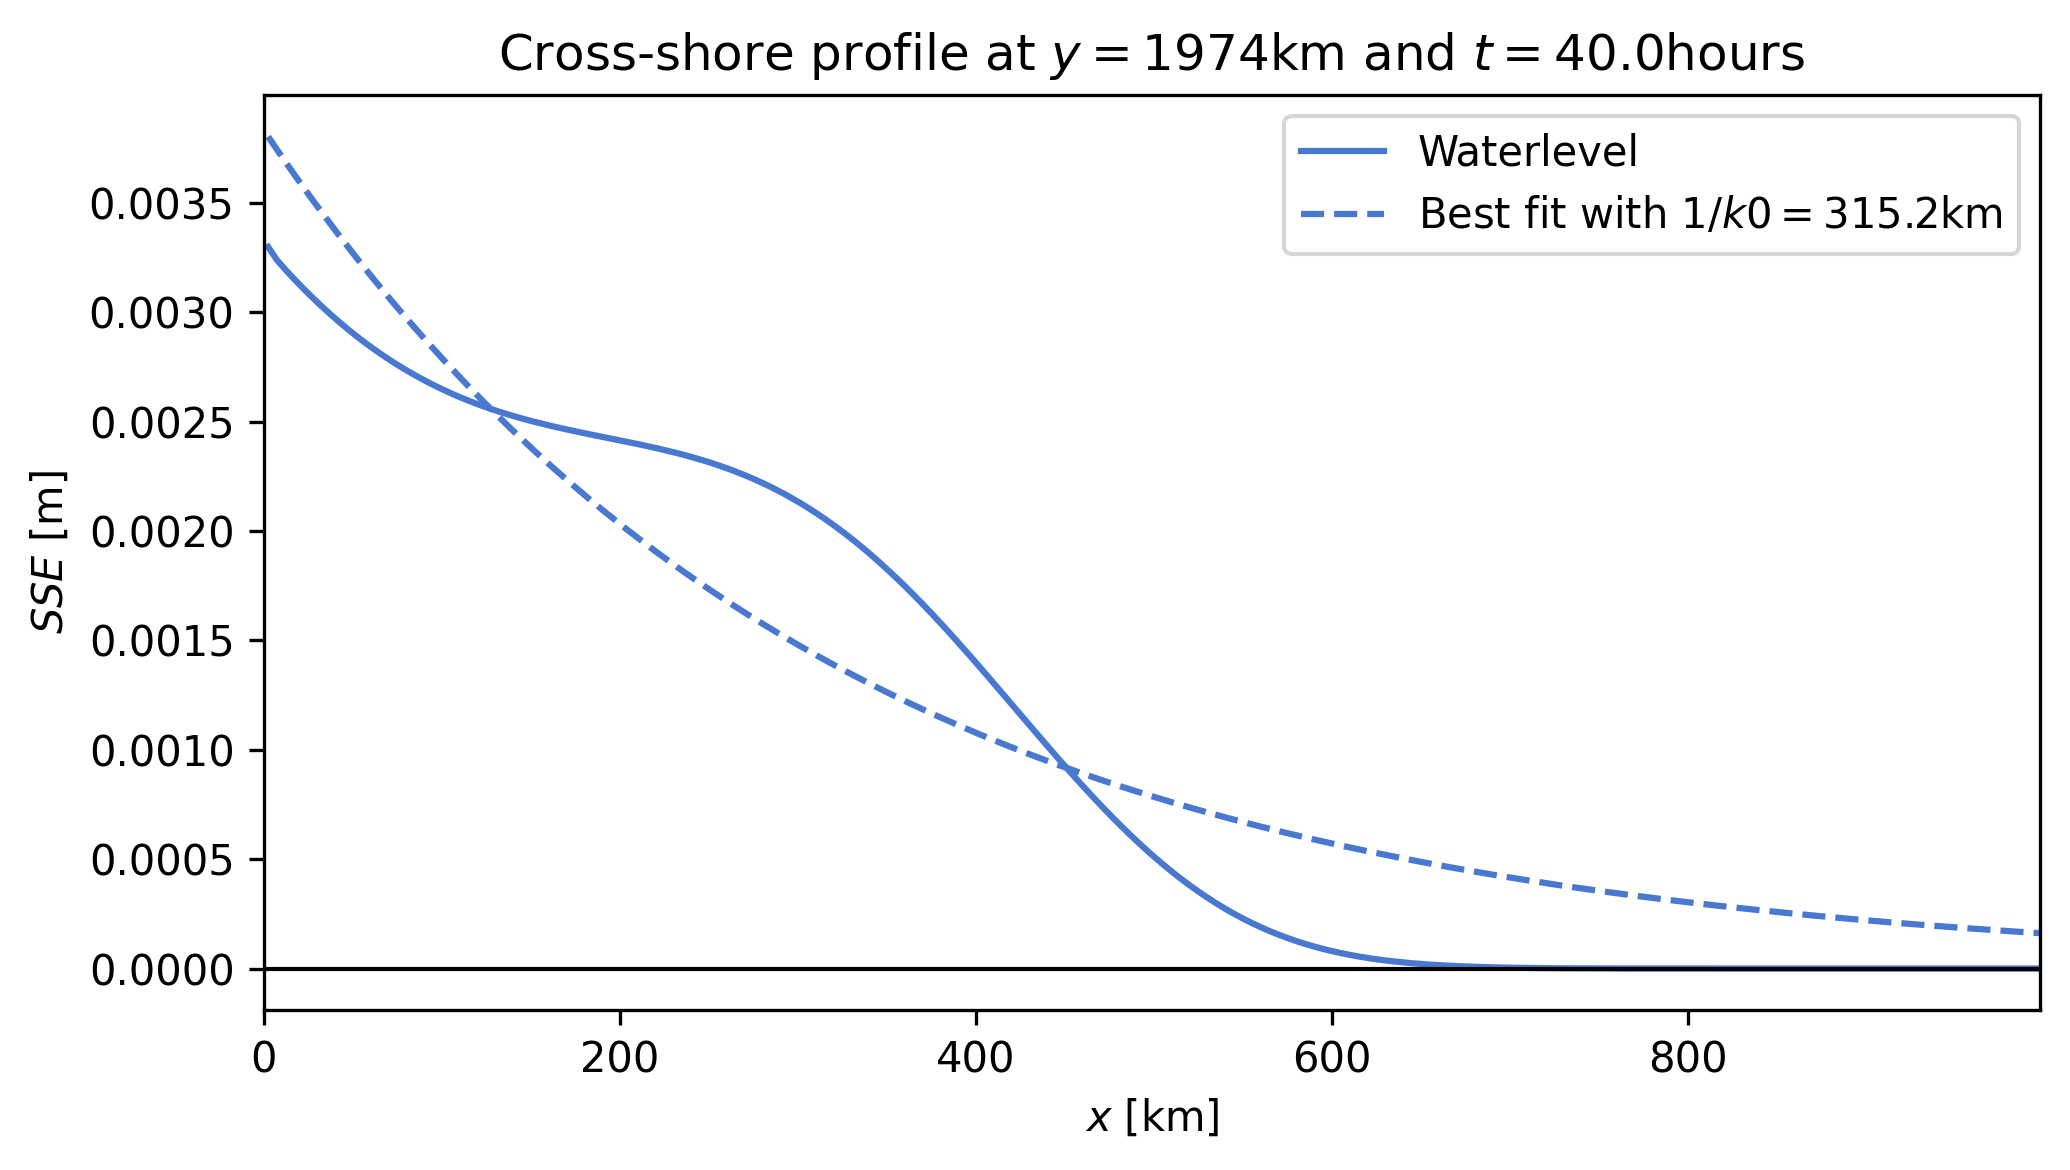 Cross-shore profile at y = 1974km and t = 40.0hours
Waterlevel
Best fit with 1/k0 = 315.2km
0.0035
0.0030
0.0025
0.0020
0.0015
0.0010
0.0005
0.0000
SSE [m]
0 200 400 600 800
x [km]